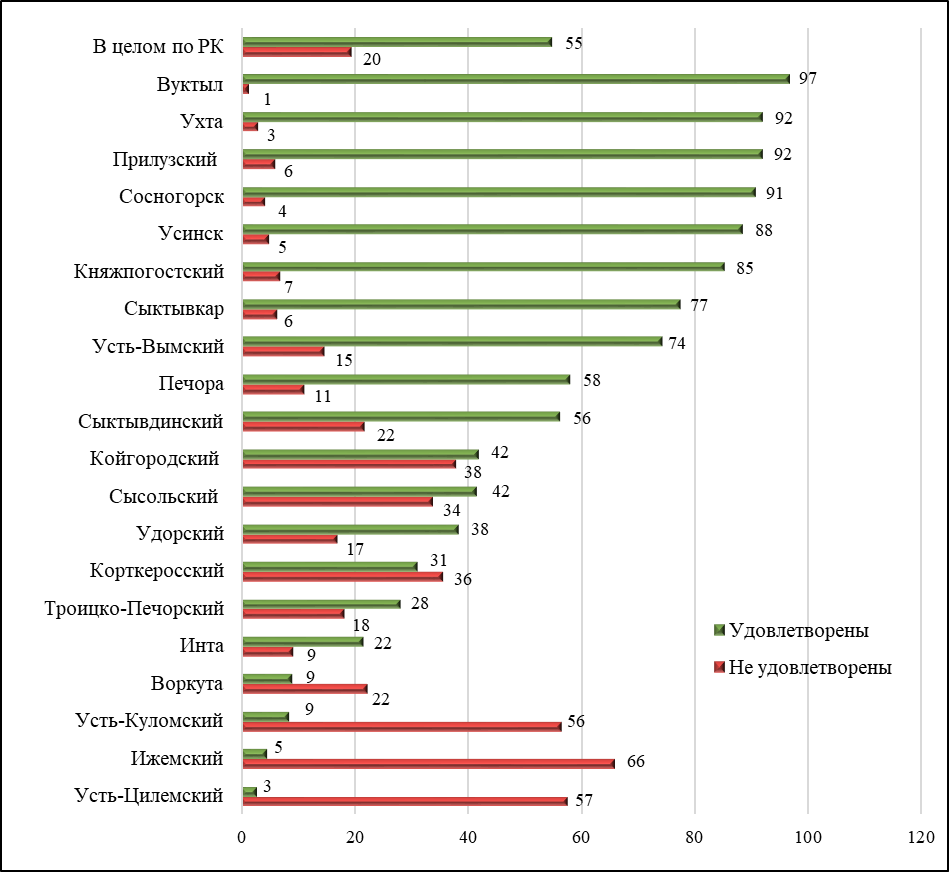 В целом по РК
55
20
Вуктыл
97
1
Ухта
92
3
Прилузский
92
6
Сосногорск
91
4
Усинск
88
5
Княжпогостский
85
7
Сыктывкар
77
6
Усть-Вымский
74
15
Печора
58
11
Сыктывдинский
56
22
Койгородский
42
38
Сысольский
42
34
Удорский
38
17
Корткеросский
31
36
Троицко-Печорский
28
18
Инта
22
9
Воркута
9
22
Усть-Куломский
9
56
Ижемский
5
66
Усть-Цилемский
3
57
Удовлетворены
Не удовлетворены
0 20 40 60 80 100 120